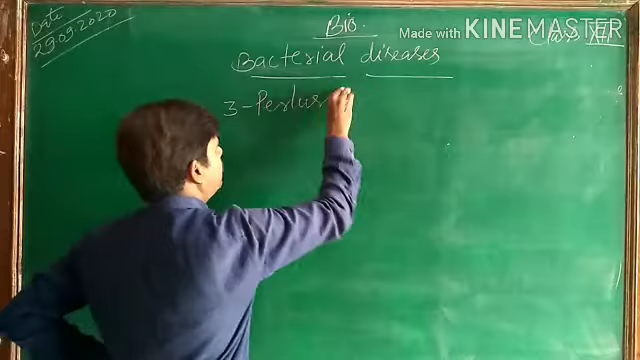 Date
29.09.2020
Bio.
Made with KINEMASTER
Class XII
Bacterial diseases
3-Pertus